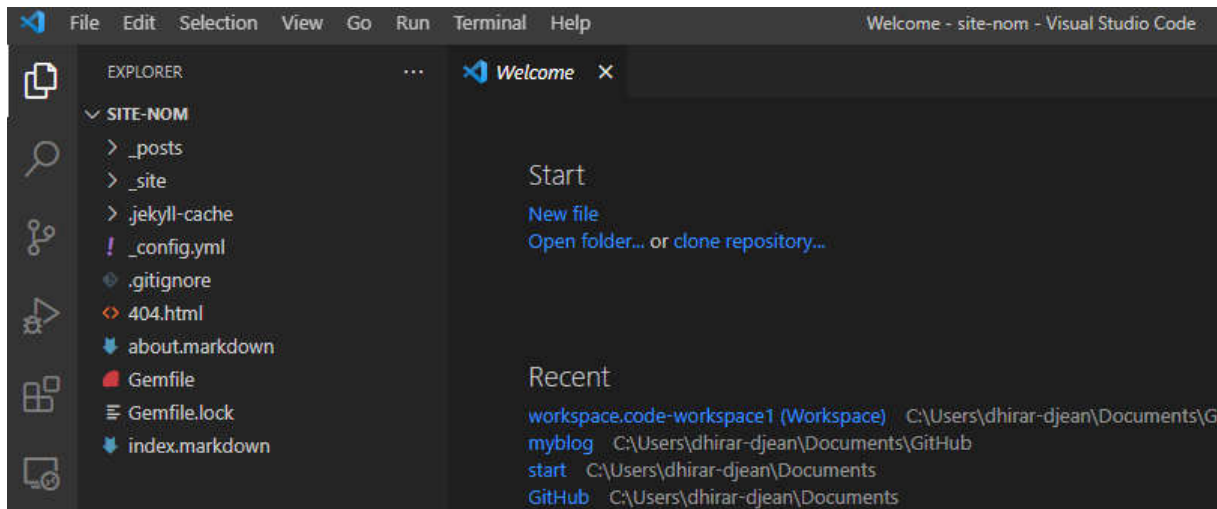 File Edit Selection View Go Run Terminal Help Welcome - site-nom - Visual Studio Code
EXPLORER ... Welcome
SITE-NOM
_posts
_site
.jekyll-cache
_config.yml
.gitignore
404.html
about.markdown
Gemfile
Gemfile.lock
index.markdown
Start
New file
Open folder... or clone repository...
Recent
workspace.code-workspace1 (Workspace) C:\Users\dhirar-djean\Documents\G
myblog C:\Users\dhirar-djean\Documents\GitHub
start C:\Users\dhirar-djean\Documents
GitHub C:\Users\dhirar-djean\Documents